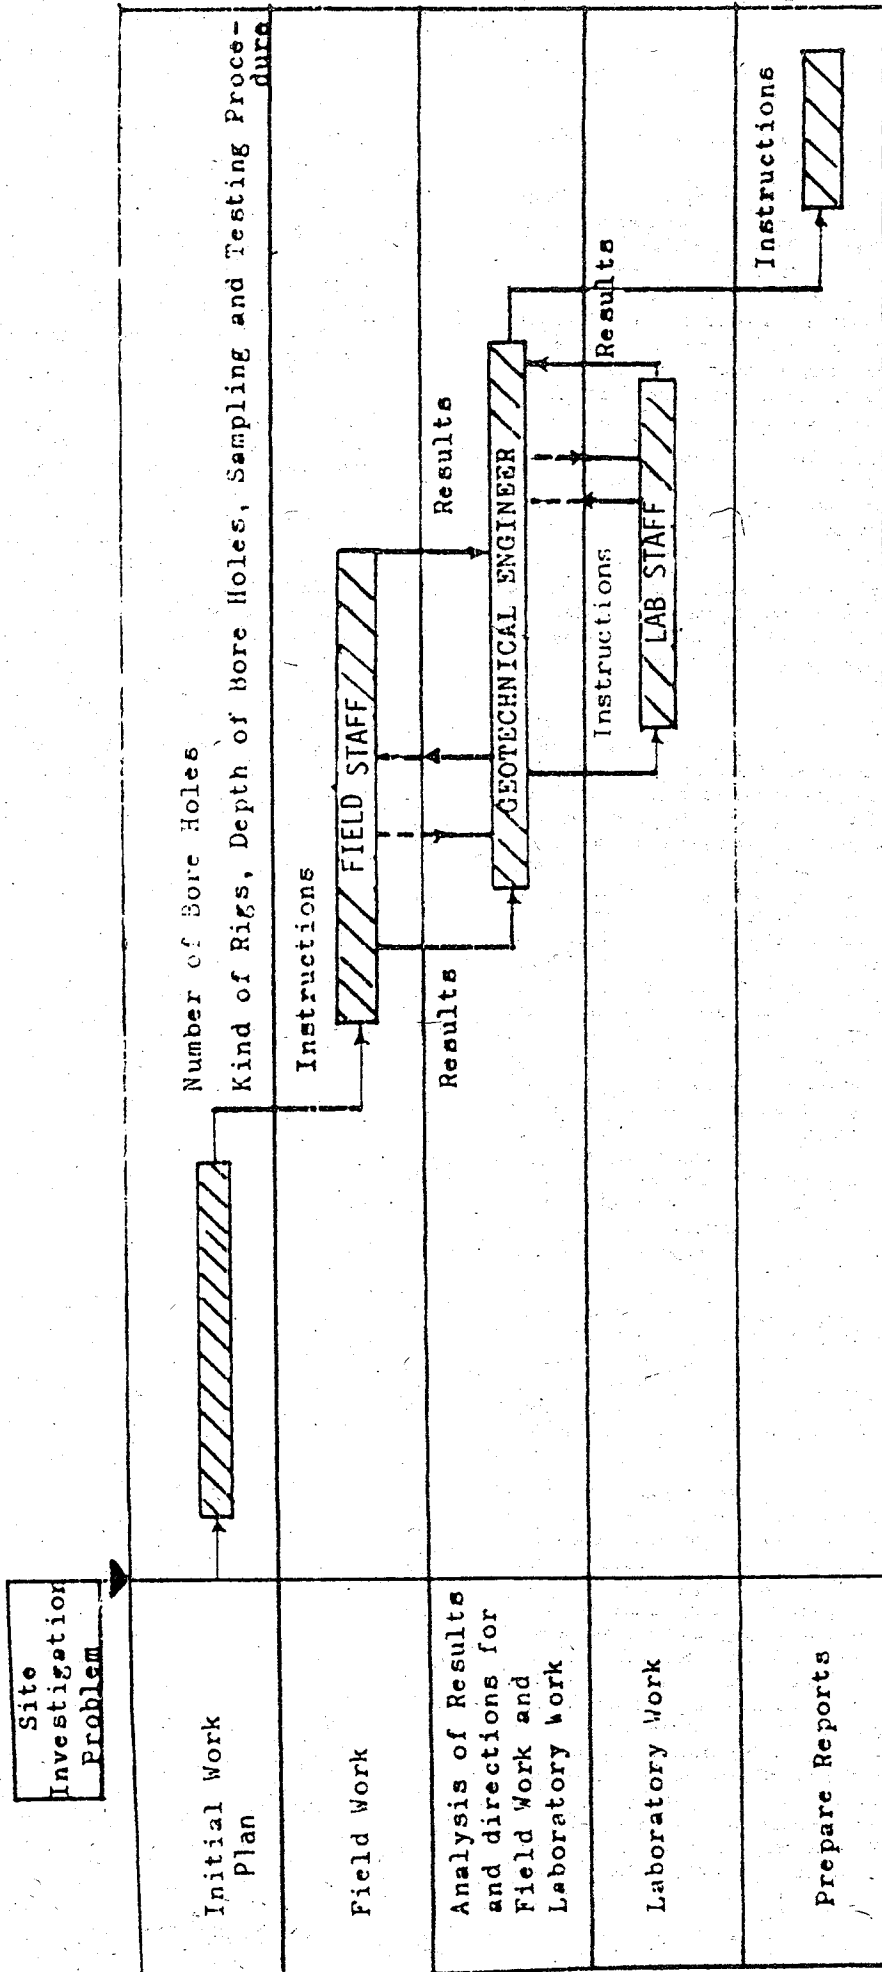 Site
Investigation
Problem
Initial Work
Plan
Number of Bore Holes
Kind of Rigs, Depth of Bore Holes, Sampling and Testing Proce-
dure
Field Work
Instructions
FIELD STAFF
Analysis of Results
and directions for
Field Work and
Laboratory Work
Results
Results
GEOTECHNICAL ENGINEER
Laboratory Work
Instructions
Results
LAB STAFF
Prepare Reports
Instructions